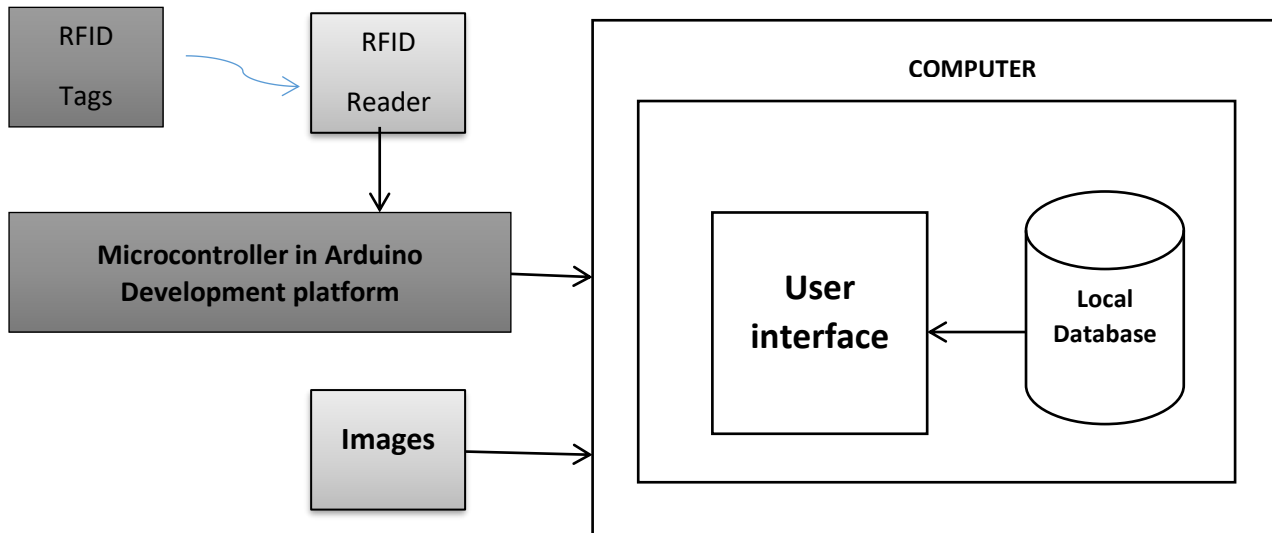 RFID
Tags
RFID
Reader
COMPUTER
Microcontroller in Arduino
Development platform
User
interface
Local
Database
Images